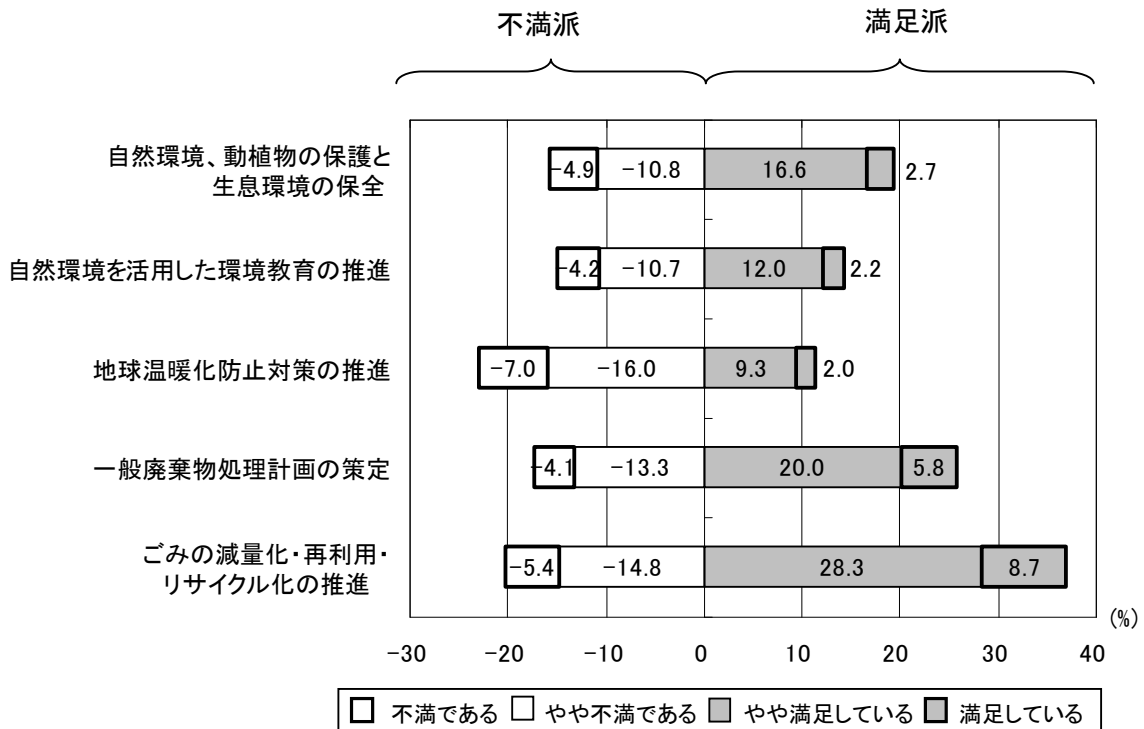 不満派 満足派
自然環境、動植物の保護と
生息環境の保全
-4.9 -10.8 16.6 2.7
自然環境を活用した環境教育の推進 -4.2 -10.7 12.0 2.2
地球温暖化防止対策の推進 -7.0 -16.0 9.3 2.0
一般廃棄物処理計画の策定 -4.1 -13.3 20.0 5.8
ごみの減量化・再利用・
リサイクル化の推進
-5.4 -14.8 28.3 8.7
(%)
-30 -20 -10 0 10 20 30 40
不満である やや不満である やや満足している 満足している